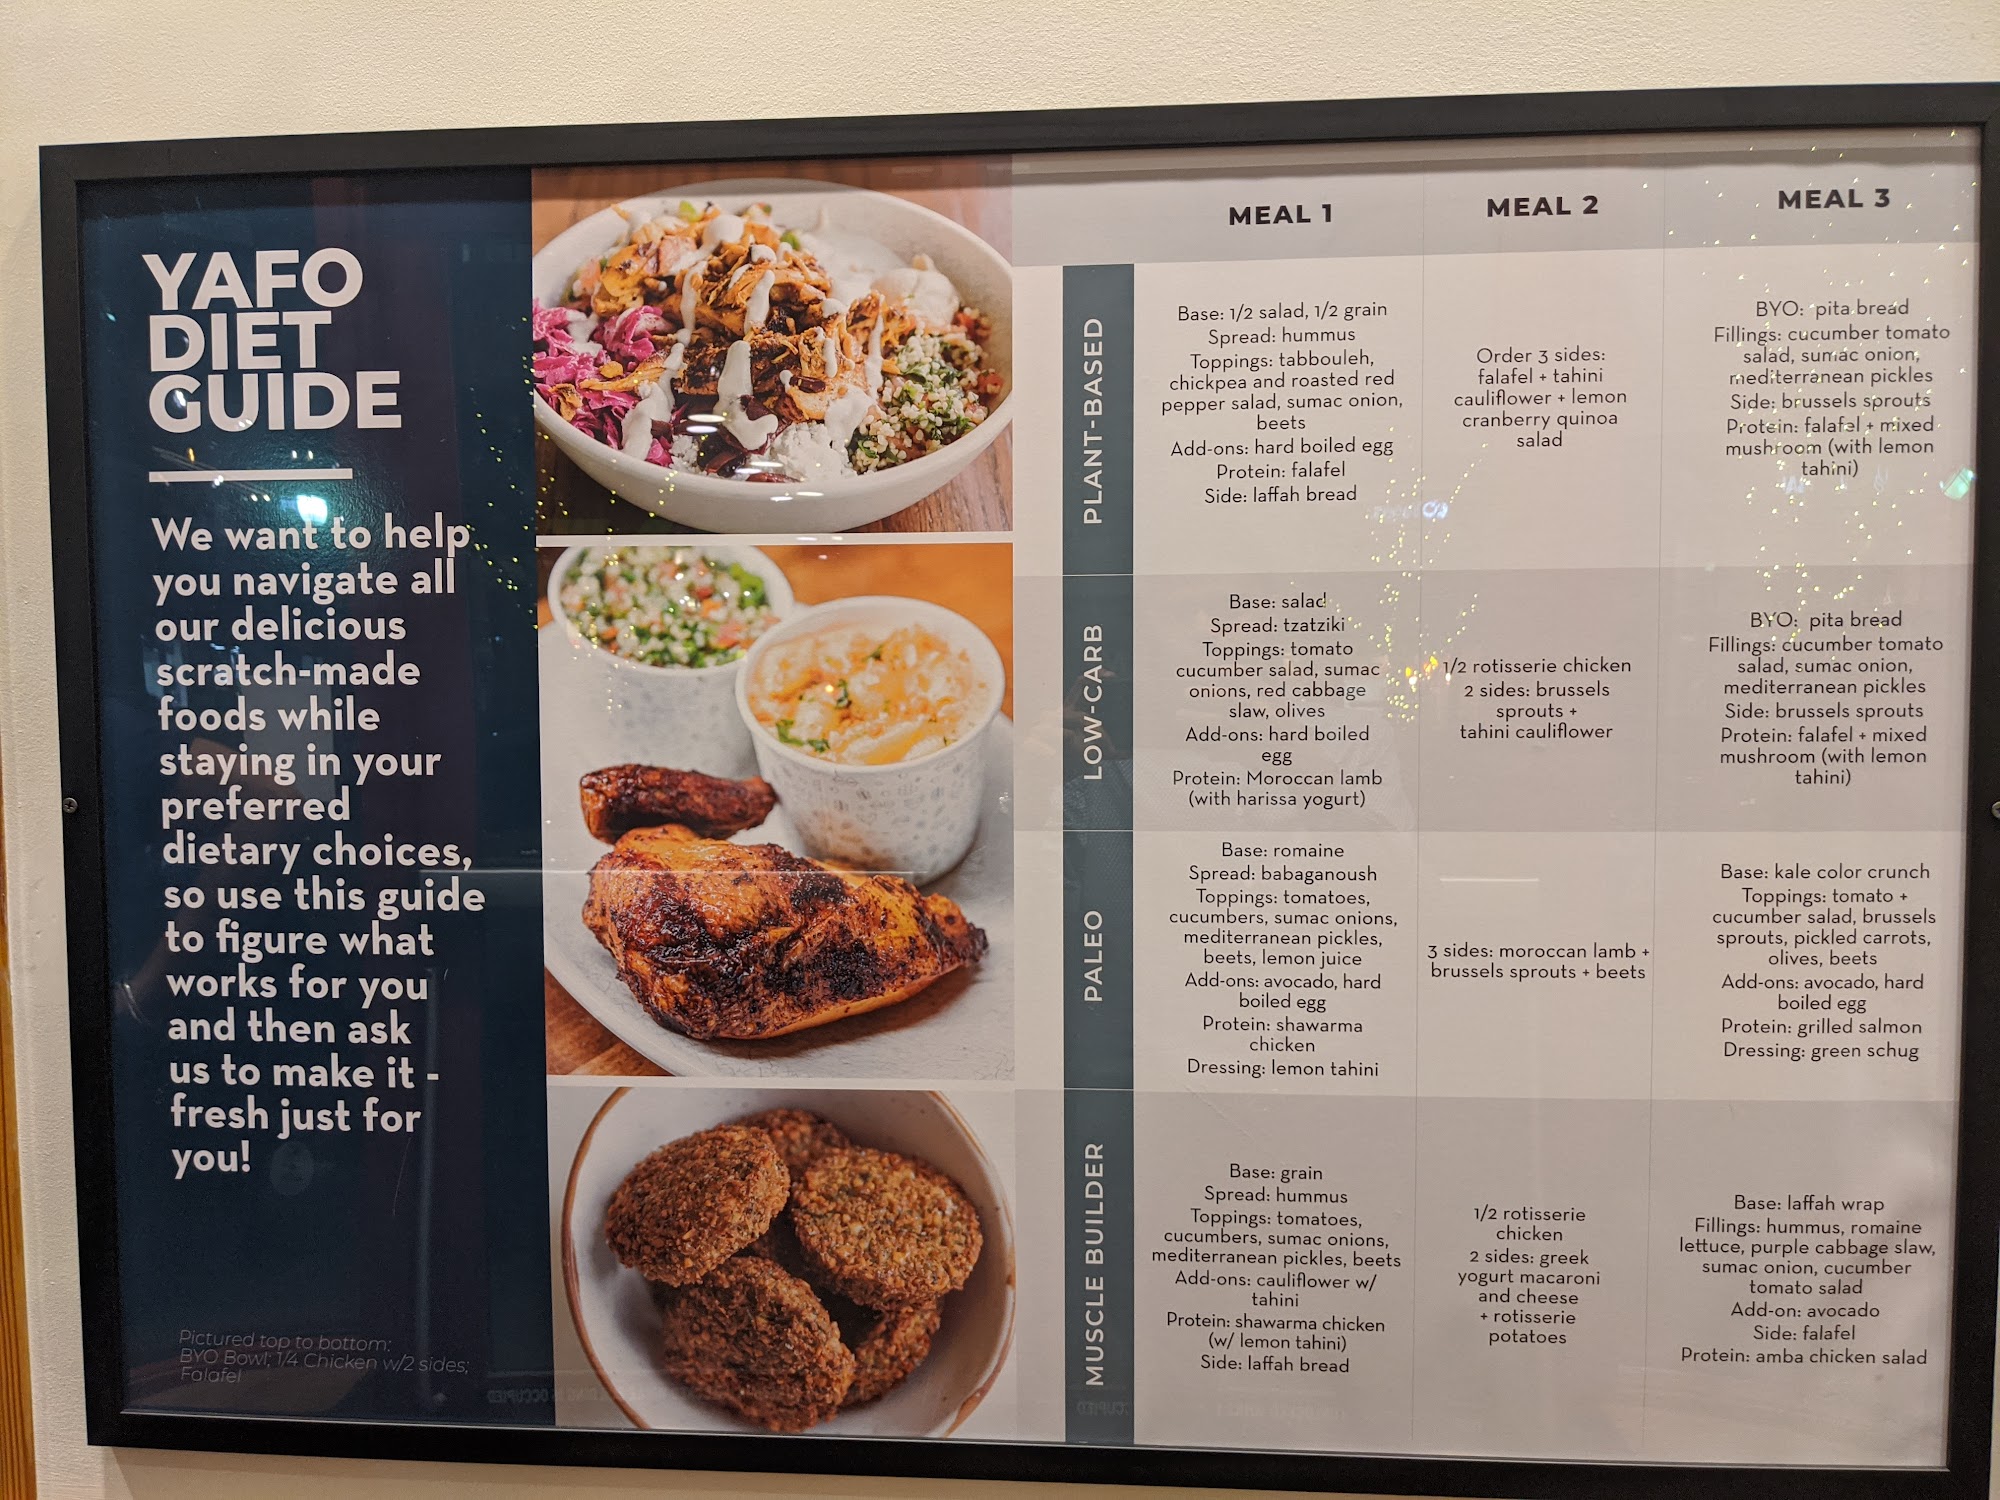 YAFO
DIET
GUIDE
We want to help
you navigate all
our delicious
scratch-made
foods while
staying in your
preferred
dietary choices,
so use this guide
to figure what
works for you
and then ask
us to make it -
fresh just for
you!
Pictured top to bottom:
BYO Bowl; 1/4 Chicken w/2 sides;
Falafel
MEAL 1
MEAL 2
MEAL 3
PLANT-BASED
Base: 1/2 salad, 1/2 grain
Spread: hummus
Toppings: tabbouleh,
chickpea and roasted red
pepper salad, sumac onion,
beets
Add-ons: hard boiled egg
Protein: falafel
Side: laffah bread
Order 3 sides:
falafel + tahini
cauliflower + lemon
cranberry quinoa
salad
BYO: pita bread
Fillings: cucumber tomato
salad, sumac onion,
mediterranean pickles
Side: brussels sprouts
Protein: falafel + mixed
mushroom (with lemon
tahini)
LOW-CARB
Base: salad
Spread: tzatziki
Toppings: tomato
cucumber salad, sumac
onions, red cabbage
slaw, olives
Add-ons: hard boiled
egg
Protein: Moroccan lamb
(with harissa yogurt)
1/2 rotisserie chicken
2 sides: brussels
sprouts +
tahini cauliflower
BYO: pita bread
Fillings: cucumber tomato
salad, sumac onion,
mediterranean pickles
Side: brussels sprouts
Protein: falafel + mixed
mushroom (with lemon
tahini)
PALEO
Base: romaine
Spread: babaganoush
Toppings: tomatoes,
cucumbers, sumac onions,
mediterranean pickles,
beets, lemon juice
Add-ons: avocado, hard
boiled egg
Protein: shawarma
chicken
Dressing: lemon tahini
3 sides: moroccan lamb +
brussels sprouts + beets
Base: kale color crunch
Toppings: tomato +
cucumber salad, brussels
sprouts, pickled carrots,
olives, beets
Add-ons: avocado, hard
boiled egg
Protein: grilled salmon
Dressing: green schug
MUSCLE BUILDER
Base: grain
Spread: hummus
Toppings: tomatoes,
cucumbers, sumac onions,
mediterranean pickles, beets
Add-ons: cauliflower w/
tahini
Protein: shawarma chicken
(w/ lemon tahini)
Side: laffah bread
1/2 rotisserie
chicken
2 sides: greek
yogurt macaroni
and cheese
+ rotisserie
potatoes
Base: laffah wrap
Fillings: hummus, romaine
lettuce, purple cabbage slaw,
sumac onion, cucumber
tomato salad
Add-on: avocado
Side: falafel
Protein: amba chicken salad